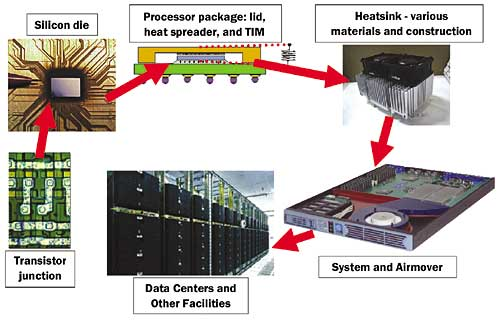 Silicon die
Processor package: lid,
heat spreader, and TIM
Heatsink - various
materials and construction
Transistor
junction
Data Centers and
Other Facilities
System and Airmover